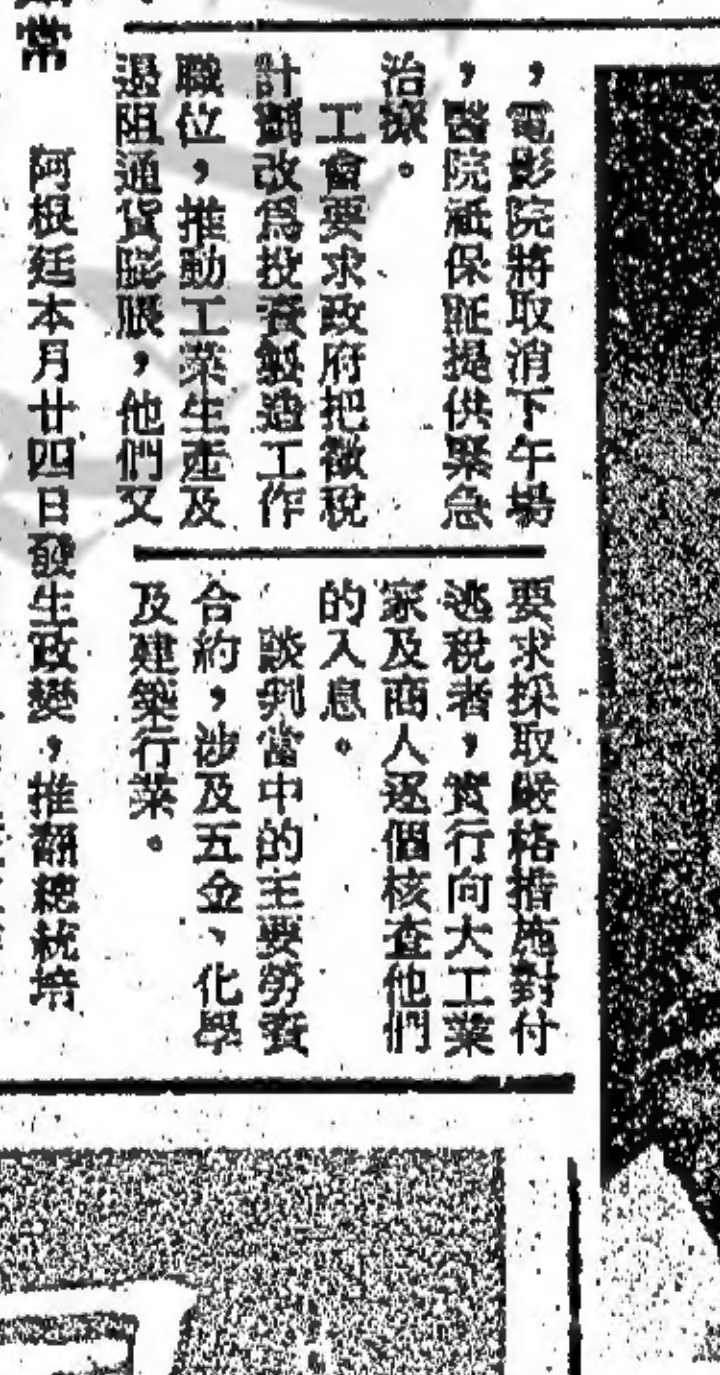 ，電影院將取消下午場
，醫院祗保証提供緊急
治療。
工會要求政府把徵稅
計劃改爲投資製造工作
職位，推動工業生產及
遏阻通貨膨脹，他們又
要求採取嚴格措施對付
逃稅者，實行向大工業
家及商人逐個核查他們
的入息。
談判當中的主要勞資
合約，涉及五金、化學
及建築行業。
阿根廷本月廿四日發生政變，推翻總統培
常